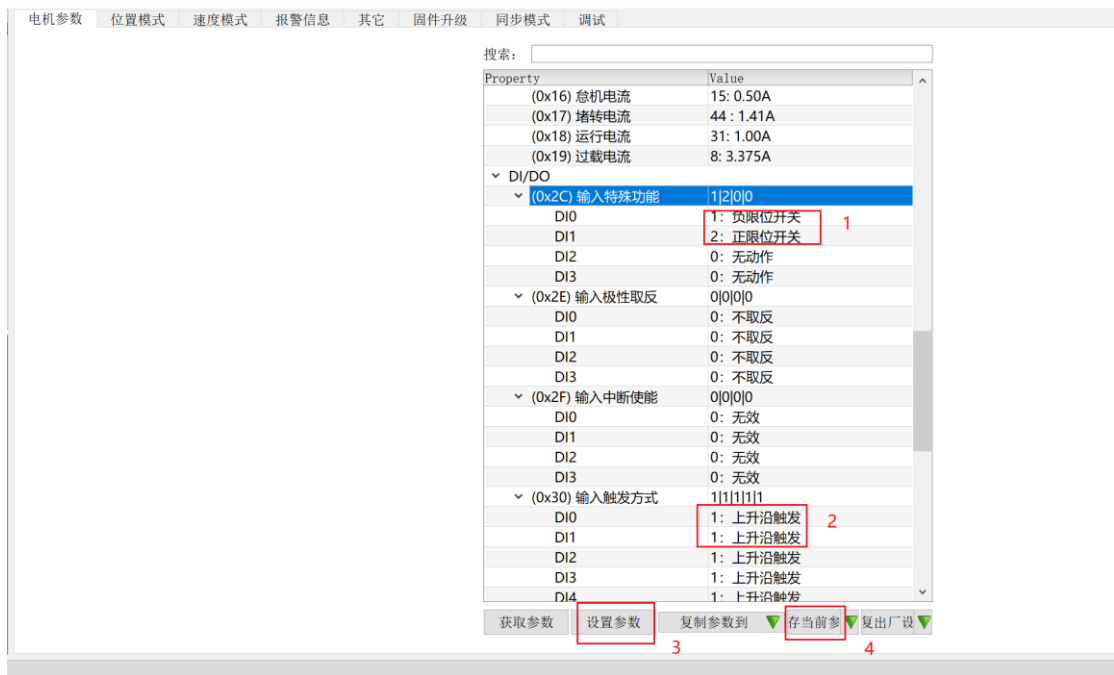 电机参数 位置模式 速度模式 报警信息 其它 固件升级 同步模式 调试
搜索：
Property Value
(0x16) 怠机电流 15: 0.50A
(0x17) 堵转电流 44 : 1.41A
(0x18) 运行电流 31: 1.00A
(0x19) 过载电流 8: 3.375A
DI/DO
(0x2C) 输入特殊功能 1|2|0|0
DI0 1：负限位开关 1
DI1 2：正限位开关
DI2 0：无动作
DI3 0：无动作
(0x2E) 输入极性取反 0|0|0|0
DI0 0：不取反
DI1 0：不取反
DI2 0：不取反
DI3 0：不取反
(0x2F) 输入中断使能 0|0|0|0
DI0 0：无效
DI1 0：无效
DI2 0：无效
DI3 0：无效
(0x30) 输入触发方式 1|1|1|1|1
DI0 1：上升沿触发 2
DI1 1：上升沿触发
DI2 1：上升沿触发
DI3 1：上升沿触发
DI4 1：上升沿触发
获取参数 设置参数 复制参数到 存当前参 复出厂设
3 4